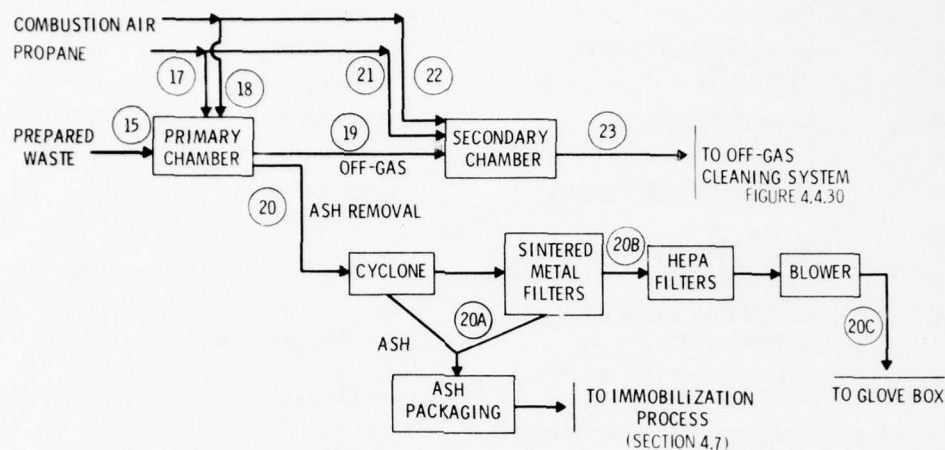 COMBUSTION AIR
PROPANE
17
18
21
22
15
PREPARED
WASTE
PRIMARY
CHAMBER
19
OFF-GAS
SECONDARY
CHAMBER
23
TO OFF-GAS
CLEANING SYSTEM
FIGURE 4.4.30
20
ASH REMOVAL
CYCLONE
SINTERED
METAL
FILTERS
20B
HEPA
FILTERS
BLOWER
20A
ASH
20C
ASH
PACKAGING
TO IMMOBILIZATION
PROCESS
(SECTION 4.7)
TO GLOVE BOX